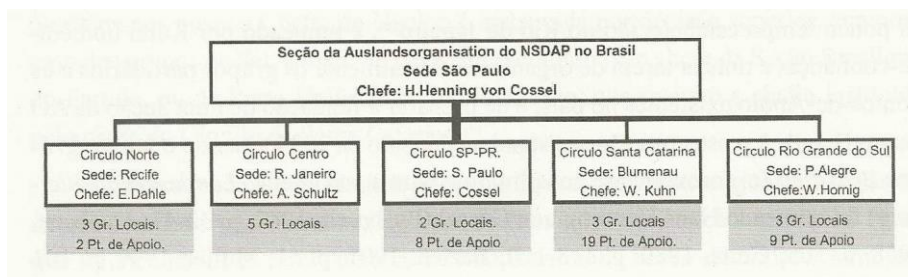 Seção da Auslandsorganisation do NSDAP no Brasil
Sede São Paulo
Chefe: H.Henning von Cossel
Circulo Norte
Sede: Recife
Chefe: E.Dahle
3 Gr. Locais.
2 Pt. de Apoio.
Circulo Centro
Sede: R. Janeiro
Chefe: A. Schultz
5 Gr. Locais.
Circulo SP-PR.
Sede: S. Paulo
Chefe: Cossel
2 Gr. Locais.
8 Pt. de Apoio
Circulo Santa Catarina
Sede: Blumenau
Chefe: W. Kuhn
3 Gr. Locais.
19 Pt. de Apoio.
Circulo Rio Grande do Sul
Sede: P.Alegre
Chefe:W.Hornig
3 Gr. Locais.
9 Pt. de Apoio